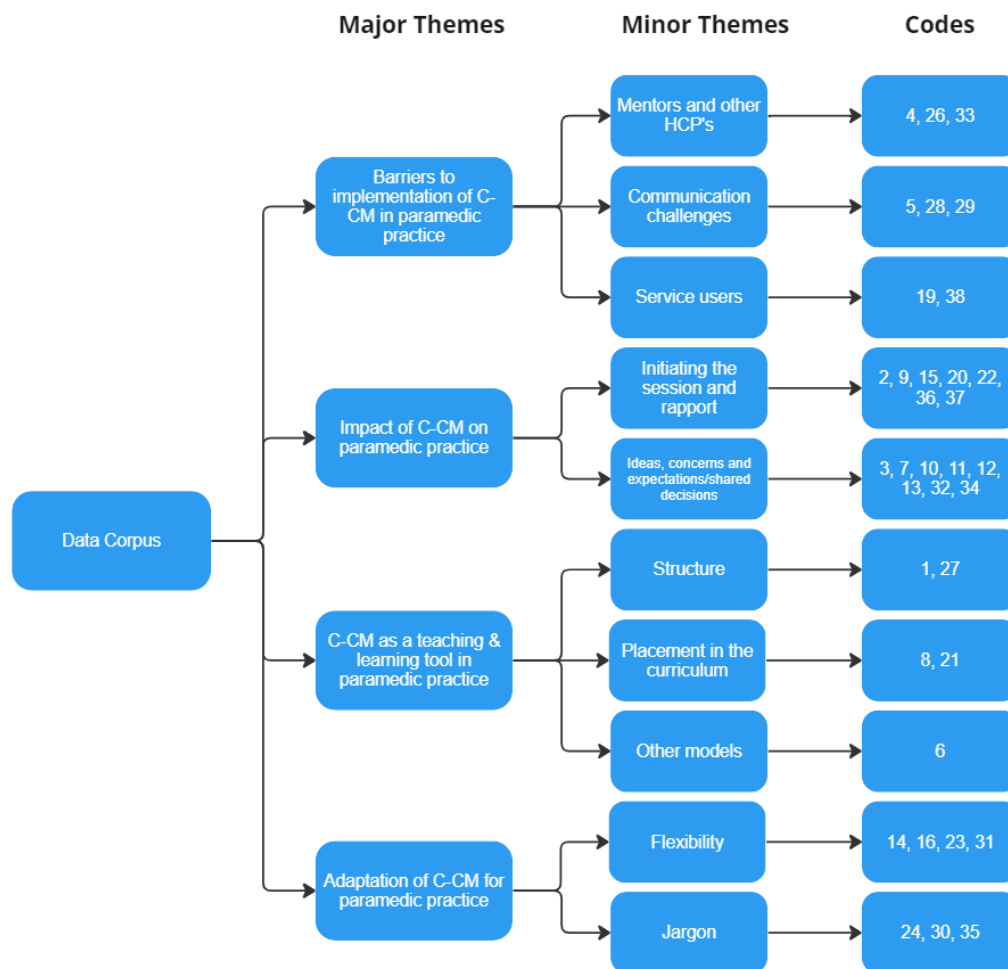 Major Themes
Minor Themes
Codes
Data Corpus
Barriers to
implementation of C-
CM in paramedic
practice
Mentors and other
HCP's
4, 26, 33
Communication
challenges
5, 28, 29
Service users
19, 38
Impact of C-CM on
paramedic practice
Initiating the
session and
rapport
2, 9, 15, 20, 22,
36, 37
Ideas, concerns and
expectations/shared
decisions
3, 7, 10, 11, 12,
13, 32, 34
C-CM as a teaching &
learning tool in
paramedic practice
Structure
1, 27
Placement in the
curriculum
8, 21
Other models
6
Adaptation of C-CM for
paramedic practice
Flexibility
14, 16, 23, 31
Jargon
24, 30, 35